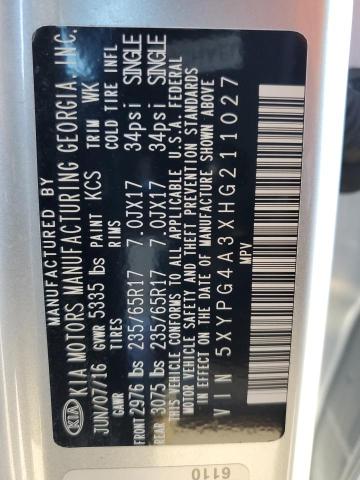 MANUFACTURED BY
KIA KIA MOTORS MANUFACTURING GEORGIA, INC.
JUN/07/16 GVWR 5335 lbs PAINT KCS TRIM WK
GAWR TIRES RIMS COLD TIRE INFL
FRONT 2976 lbs 235/65R17 7.0JX17 34psi SINGLE
REAR 3075 lbs 235/65R17 7.0JX17 34psi SINGLE
THIS VEHICLE CONFORMS TO ALL APPLICABLE U.S.A. FEDERAL
MOTOR VEHICLE SAFETY AND THEFT PREVENTION STANDARDS
IN EFFECT ON THE DATE OF MANUFACTURE SHOWN ABOVE
VIN 5XYPG4A3XHG211027
MPV
6110